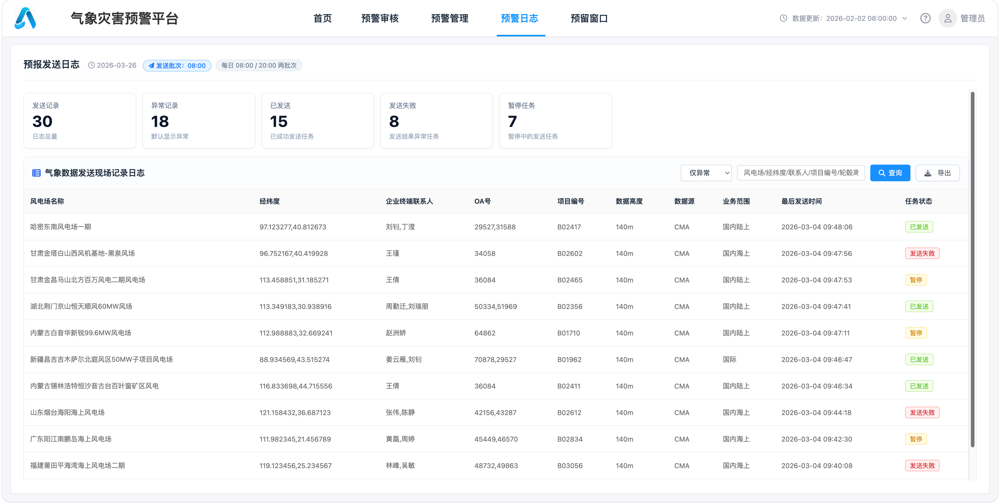 气象灾害预警平台 首页 预警审核 预警管理 预警日志 预留窗口 数据更新：2026-02-02 08:00:00 管理员
预报发送日志 2026-03-26 发送批次：08:00 每日 08:00 / 20:00 两批次
发送记录 异常记录 已发送 发送失败 暂停任务
30 18 15 8 7
日志总量 默认显示异常 已成功发送任务 发送结果异常任务 暂停中的发送任务
气象数据发送现场记录日志 仅异常 风电场/经纬度/联系人/项目编号/轮毂高 查询 导出
风电场名称 经纬度 企业终端联系人 OA号 项目编号 数据高度 数据源 业务范围 最后发送时间 任务状态
哈密东南风电场一期 97.123277,40.812673 刘钊,丁滢 29527,31588 B02417 140m CMA 国内陆上 2026-03-04 09:48:06 已发送
甘肃金塔白山西风机基地-黑泉风场 96.752167,40.419928 王瑾 34058 B02602 140m CMA 国内海上 2026-03-04 09:47:56 发送失败
甘肃金昌马山北方百万风电二期风电场 113.458851,31.185271 王倩 36084 B02465 140m CMA 国内陆上 2026-03-04 09:47:53 暂停
湖北荆门京山恒天顺风60MW风场 113.349183,30.938916 周勤迁,刘瑞朋 50334,51969 B02356 140m CMA 国内陆上 2026-03-04 09:47:41 已发送
内蒙古白音华新锐99.6MW风电场 112.988883,32.669241 赵洲娇 64862 B01710 140m CMA 国内陆上 2026-03-04 09:47:11 暂停
新疆昌吉吉木萨尔北庭风区50MW子项目风电场 88.934569,43.515274 姜云雁,刘钊 70878,29527 B01962 140m CMA 国际 2026-03-04 09:46:47 已发送
内蒙古锡林浩特恒沙音古台百叶窗矿区风电 116.833698,44.715556 王倩 36084 B02411 140m CMA 国内陆上 2026-03-04 09:46:34 已发送
山东烟台海阳海上风电场 121.158432,36.687123 张伟,陈静 42156,43287 B02612 140m CMA 国内海上 2026-03-04 09:44:18 发送失败
广东阳江南鹏岛海上风电场 111.982345,21.456789 黄磊,周婷 45449,46570 B02834 140m CMA 国内海上 2026-03-04 09:42:30 暂停
福建莆田平海湾海上风电场二期 119.123456,25.234567 林峰,吴敏 48732,49863 B03056 140m CMA 国内海上 2026-03-04 09:40:08 发送失败